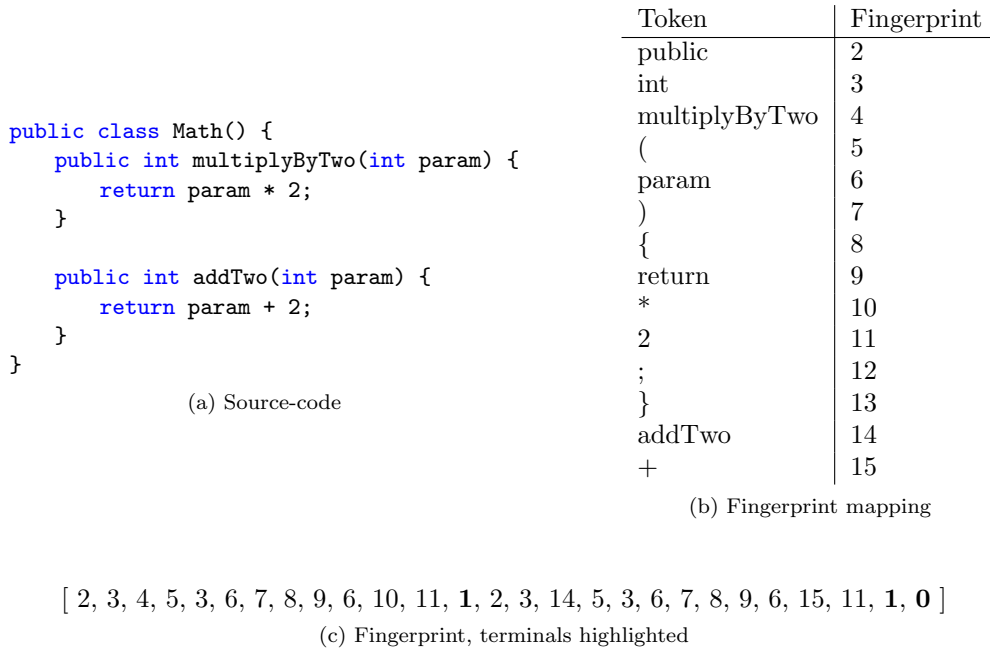 public class Math() {
public int multiplyByTwo(int param) {
return param * 2;
}
public int addTwo(int param) {
return param + 2;
}
}
(a) Source-code
Token Fingerprint
public 2
int 3
multiplyByTwo 4
( 5
param 6
) 7
{ 8
return 9
* 10
2 11
; 12
} 13
addTwo 14
+ 15
(b) Fingerprint mapping
[ 2, 3, 4, 5, 3, 6, 7, 8, 9, 6, 10, 11, 1, 2, 3, 14, 5, 3, 6, 7, 8, 9, 6, 15, 11, 1, 0 ]
(c) Fingerprint, terminals highlighted